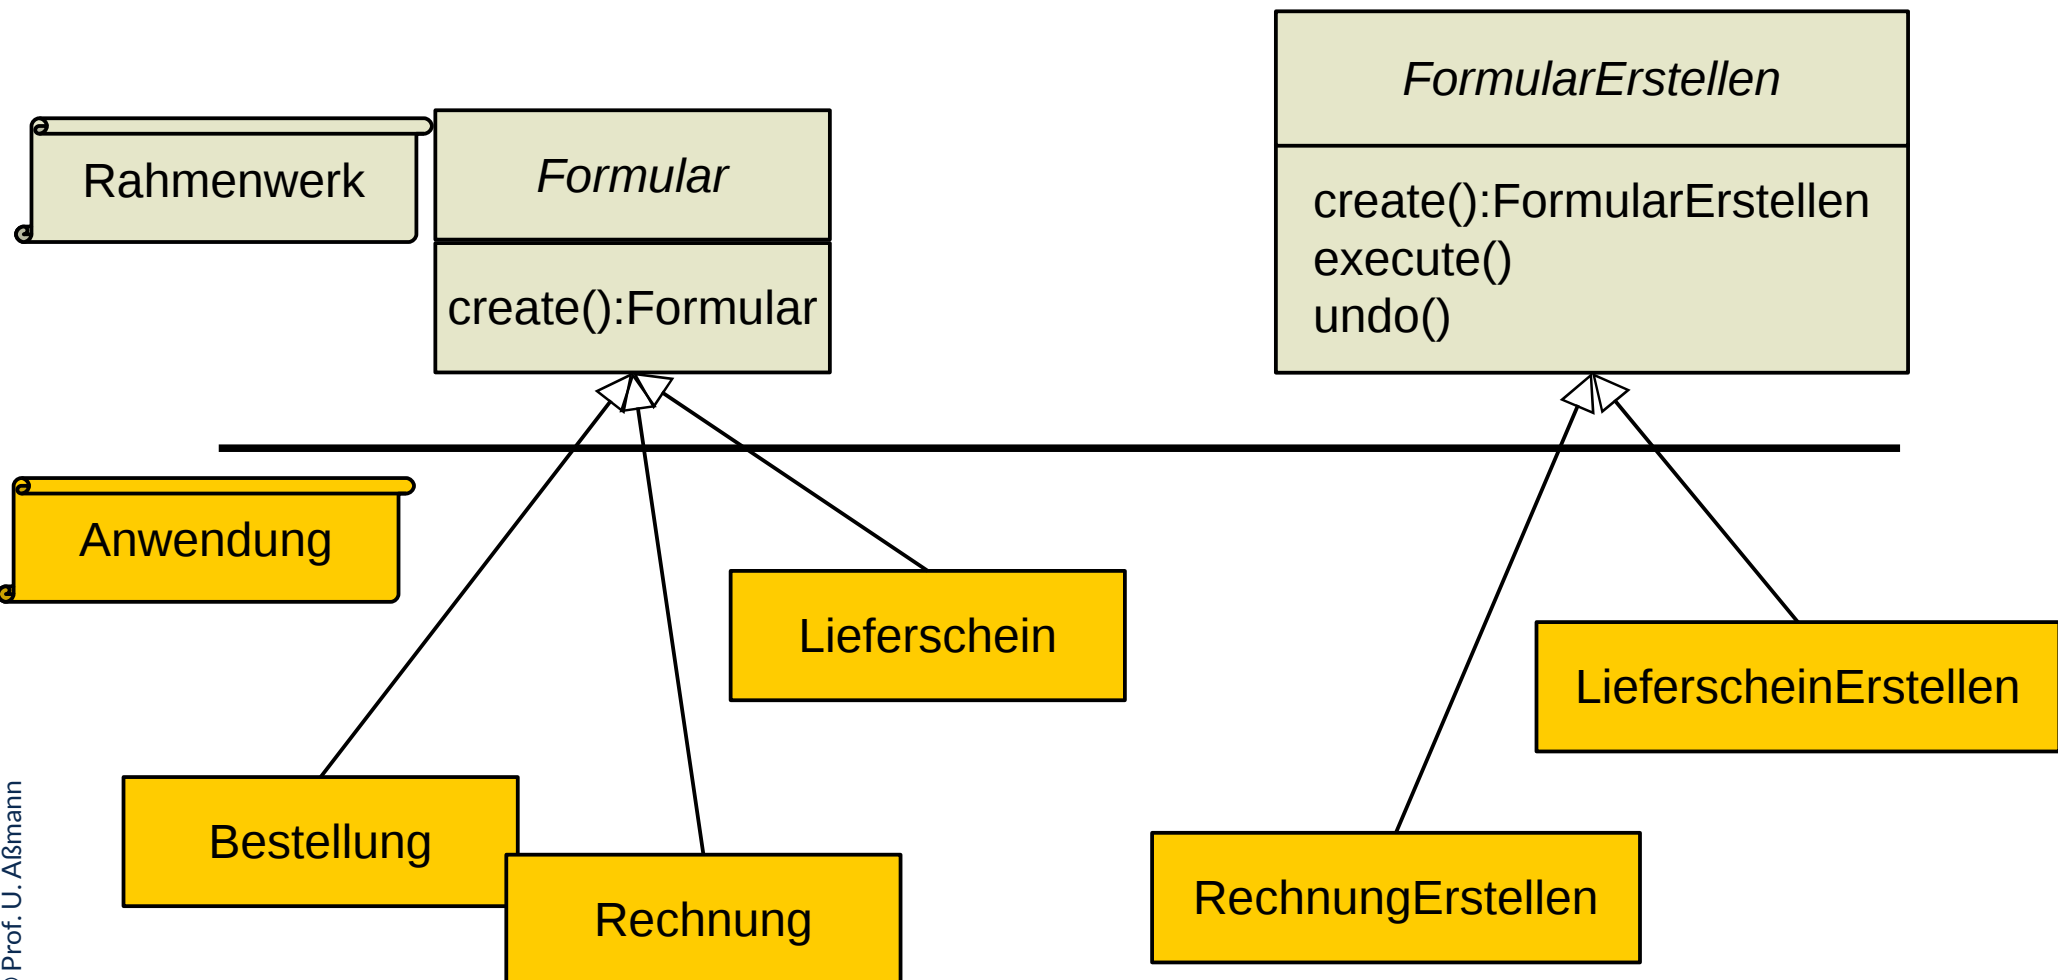 FormularErstellen
Rahmenwerk
Formular
create():FormularErstellen
execute()
undo()
create():Formular
Anwendung
Lieferschein
LieferscheinErstellen
Bestellung
RechnungErstellen
Rechnung
Prof. U. Aßmann